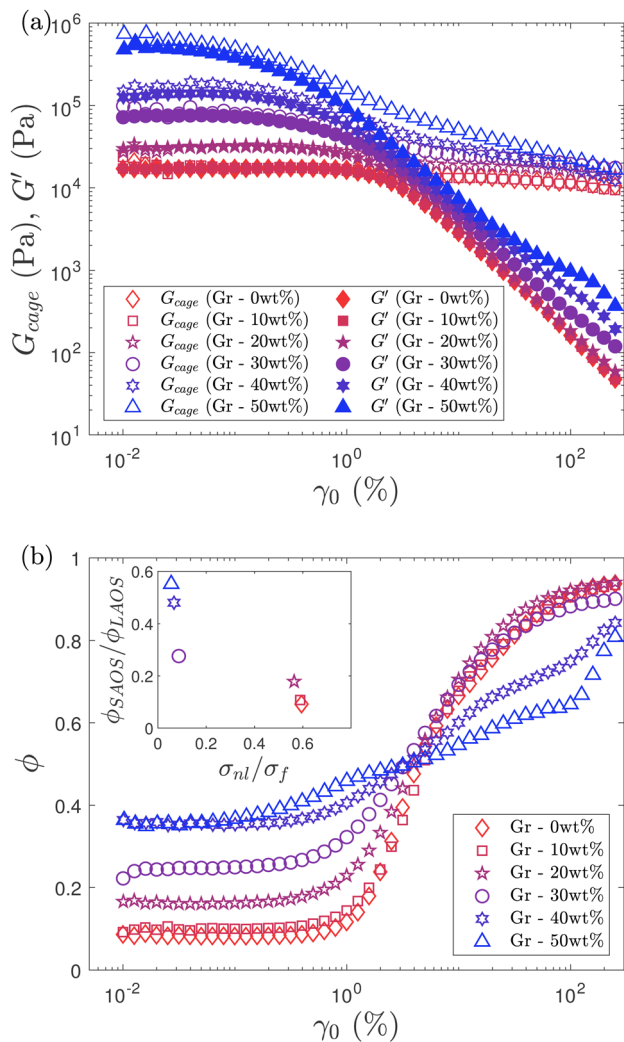 (a)
10^6
10^5
10^4
10^3
10^2
10^1
G_cage (Pa), G′ (Pa)
G_cage (Gr - 0wt%) G′ (Gr - 0wt%)
G_cage (Gr - 10wt%) G′ (Gr - 10wt%)
G_cage (Gr - 20wt%) G′ (Gr - 20wt%)
G_cage (Gr - 30wt%) G′ (Gr - 30wt%)
G_cage (Gr - 40wt%) G′ (Gr - 40wt%)
G_cage (Gr - 50wt%) G′ (Gr - 50wt%)
10^-2 10^0 10^2
γ_0 (%)
(b)
1
0.8
0.6
0.4
0.2
0
ϕ
0.6
0.4
0.2
0
ϕ_SAOS/ϕ_LAOS
0 0.2 0.4 0.6
σ_nl/σ_f
Gr - 0wt%
Gr - 10wt%
Gr - 20wt%
Gr - 30wt%
Gr - 40wt%
Gr - 50wt%
10^-2 10^0 10^2
γ_0 (%)